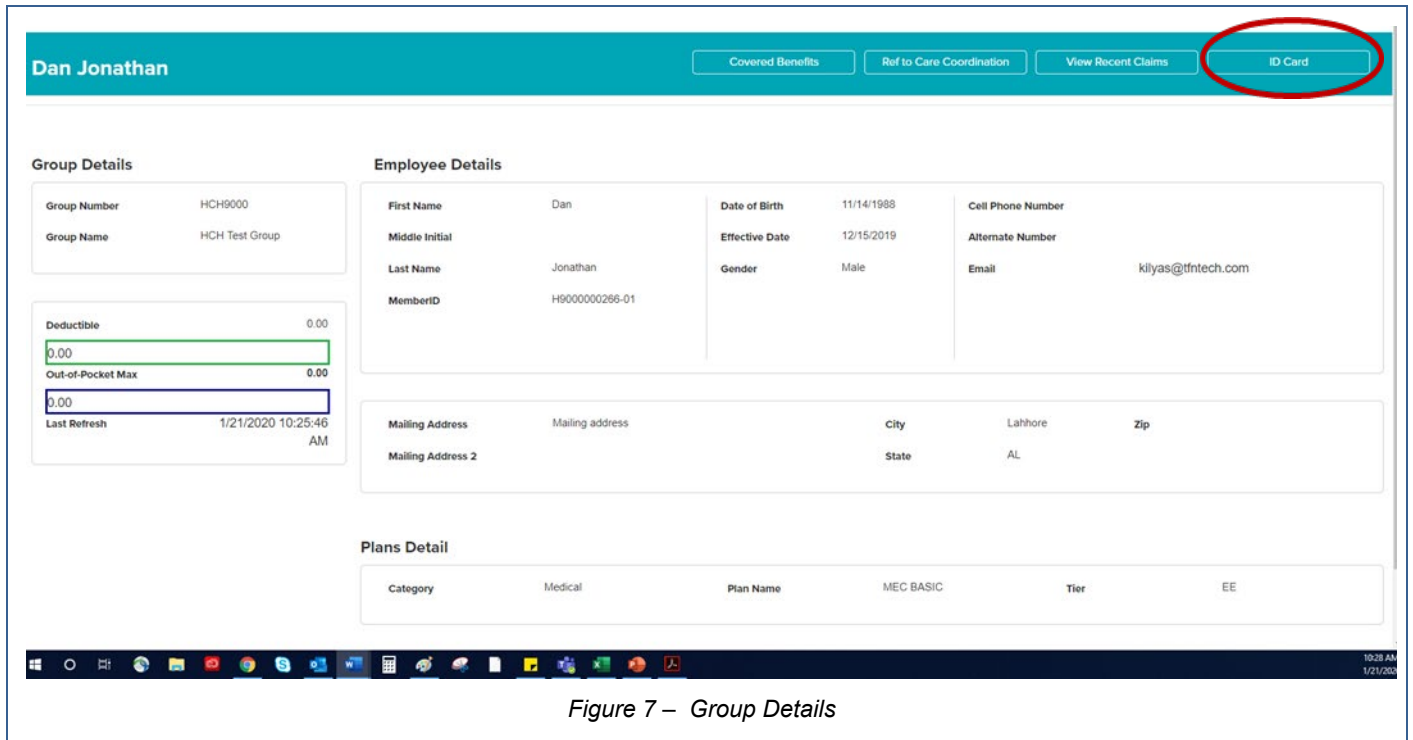 Dan Jonathan
Covered Benefits
Ref to Care Coordination
View Recent Claims
ID Card
Group Details
Group Number HCH9000
Group Name HCH Test Group
Deductible 0.00
0.00
Out-of-Pocket Max 0.00
0.00
Last Refresh 1/21/2020 10:25:46
AM
Employee Details
First Name Dan
Middle Initial
Last Name Jonathan
MemberID H9000000266-01
Date of Birth 11/14/1988
Effective Date 12/15/2019
Gender Male
Cell Phone Number
Alternate Number
Email kilyas@tfntech.com
Mailing Address Mailing address City Lahhore Zip
Mailing Address 2 State AL
Plans Detail
Category Medical Plan Name MEC BASIC Tier EE
10:28 AM
1/21/202
Figure 7 – Group Details